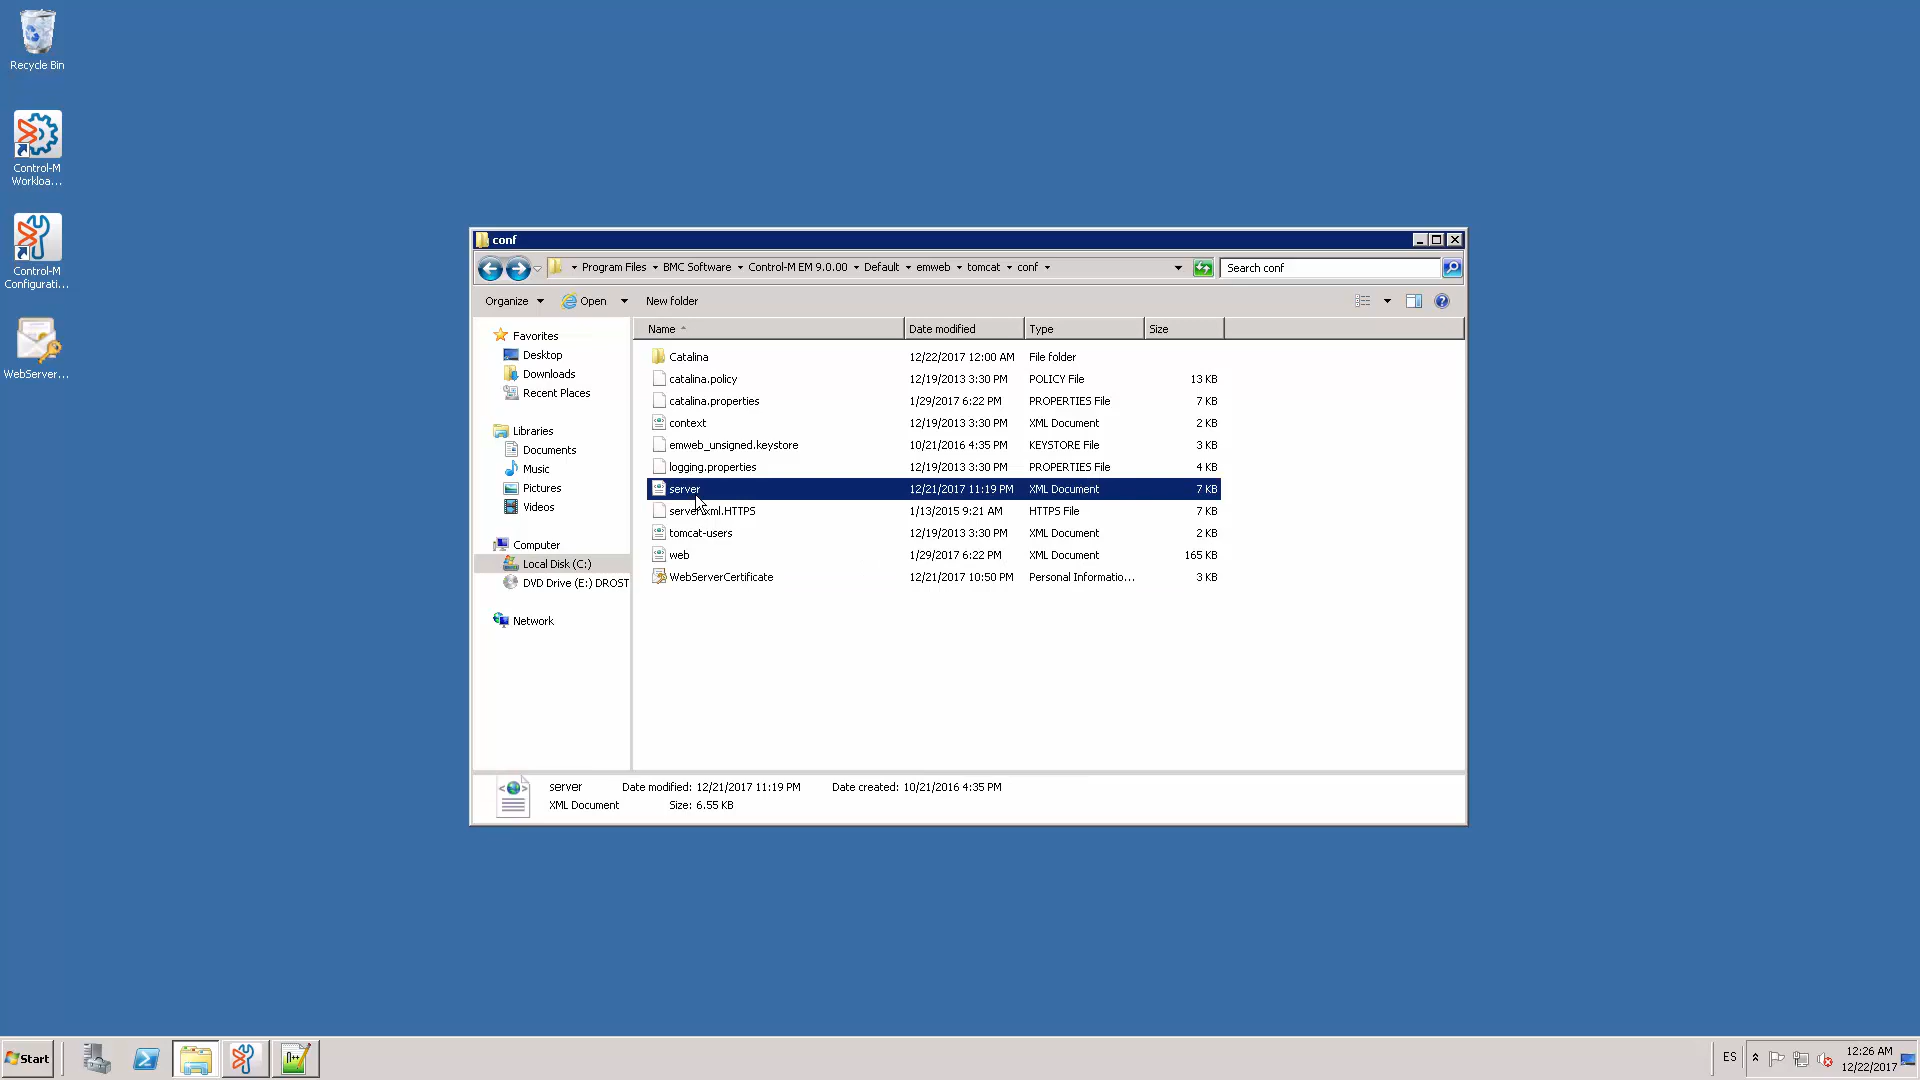 Recycle Bin
Control-M
Workloa...
Control-M
Configurati...
WebServer...
conf
Program Files
BMC Software
Control-M EM 9.0.00
Default
emweb
tomcat
conf
Search conf
Organize
Open
New folder
Favorites
Desktop
Downloads
Recent Places
Libraries
Documents
Music
Pictures
Videos
Computer
Local Disk (C:)
DVD Drive (E:) DROST
Network
Name Date modified Type Size
Catalina 12/22/2017 12:00 AM File folder
catalina.policy 12/19/2013 3:30 PM POLICY File 13 KB
catalina.properties 1/29/2017 6:22 PM PROPERTIES File 7 KB
context 12/19/2013 3:30 PM XML Document 2 KB
emweb_unsigned.keystore 10/21/2016 4:35 PM KEYSTORE File 3 KB
logging.properties 12/19/2013 3:30 PM PROPERTIES File 4 KB
server 12/21/2017 11:19 PM XML Document 7 KB
server.xml.HTTPS 1/13/2015 9:21 AM HTTPS File 7 KB
tomcat-users 12/19/2013 3:30 PM XML Document 2 KB
web 1/29/2017 6:22 PM XML Document 165 KB
WebServerCertificate 12/21/2017 10:50 PM Personal Informatio... 3 KB
server Date modified: 12/21/2017 11:19 PM Date created: 10/21/2016 4:35 PM
XML Document Size: 6.55 KB
Start
ES
12:26 AM
12/22/2017